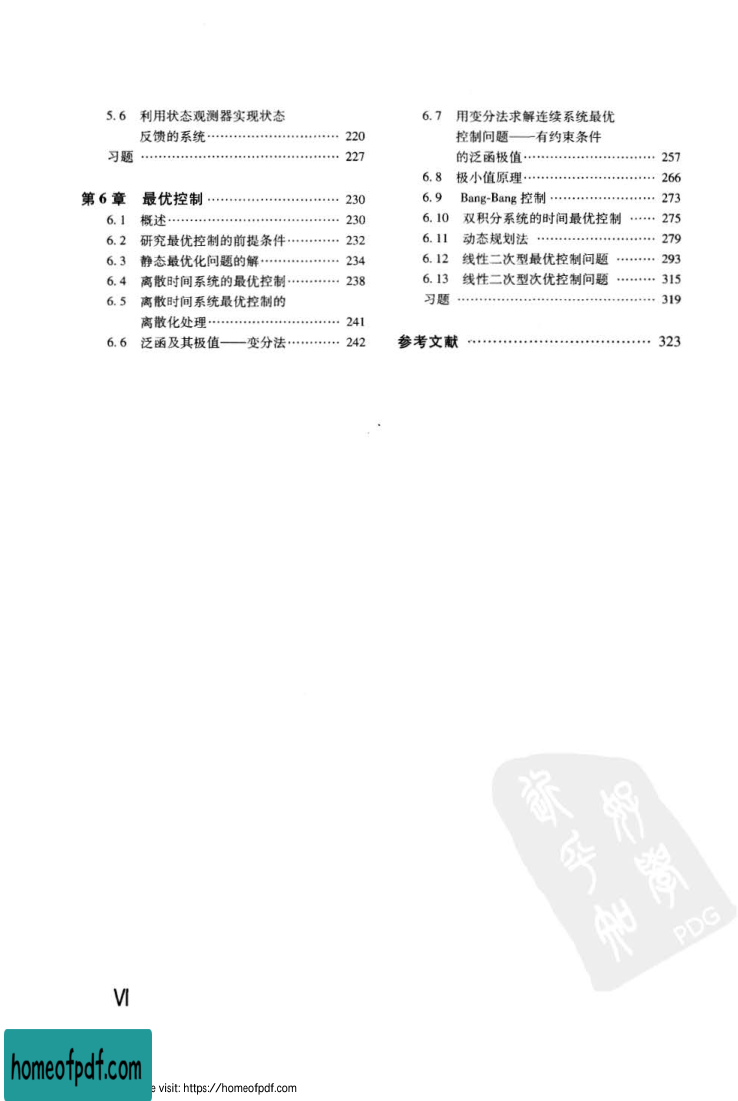 5.6 利用状态观测器实现状态
反馈的系统………………………… 220
习题 ……………………………………… 227
第6章 最优控制 ………………………… 230
6.1 概述………………………………… 230
6.2 研究最优控制的前提条件………… 232
6.3 静态最优化问题的解……………… 234
6.4 离散时间系统的最优控制………… 238
6.5 离散时间系统最优控制的
离散化处理………………………… 241
6.6 泛函及其极值——变分法………… 242
6.7 用变分法求解连续系统最优
控制问题——有约束条件
的泛函极值………………………… 257
6.8 极小值原理………………………… 266
6.9 Bang-Bang 控制 …………………… 273
6.10 双积分系统的时间最优控制 …… 275
6.11 动态规划法 ……………………… 279
6.12 线性二次型最优控制问题 ……… 293
6.13 线性二次型次优控制问题 ……… 315
习题 ……………………………………… 319
参考文献 ……………………………… 323
PDG
Ⅵ
homeofpdf.com
e visit: https://homeofpdf.com